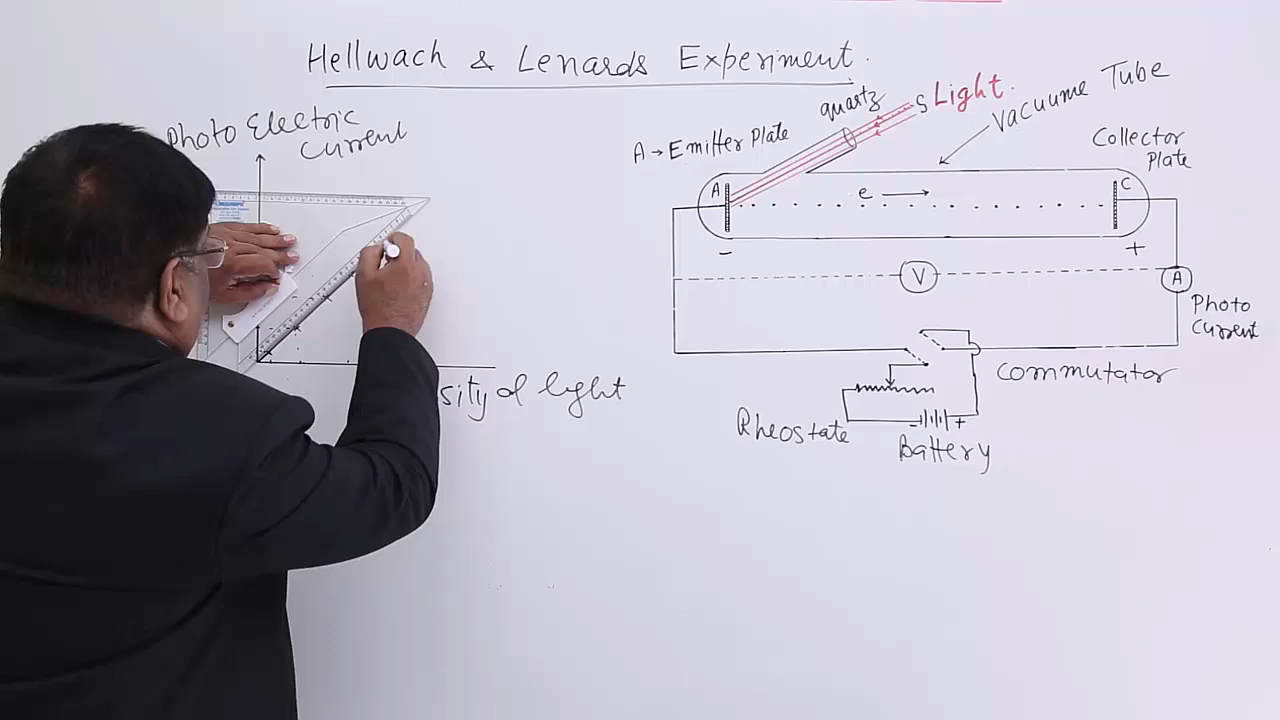 Hellwach & Lenards Experiment.
Photo Electric
Current
sity of light
A → Emitter Plate
quartz
S Light.
Vacuume Tube
Collector
Plate
A
e →
C
-
+
V
A
Photo
Current
Commutator
Rheostate
- +
Battery